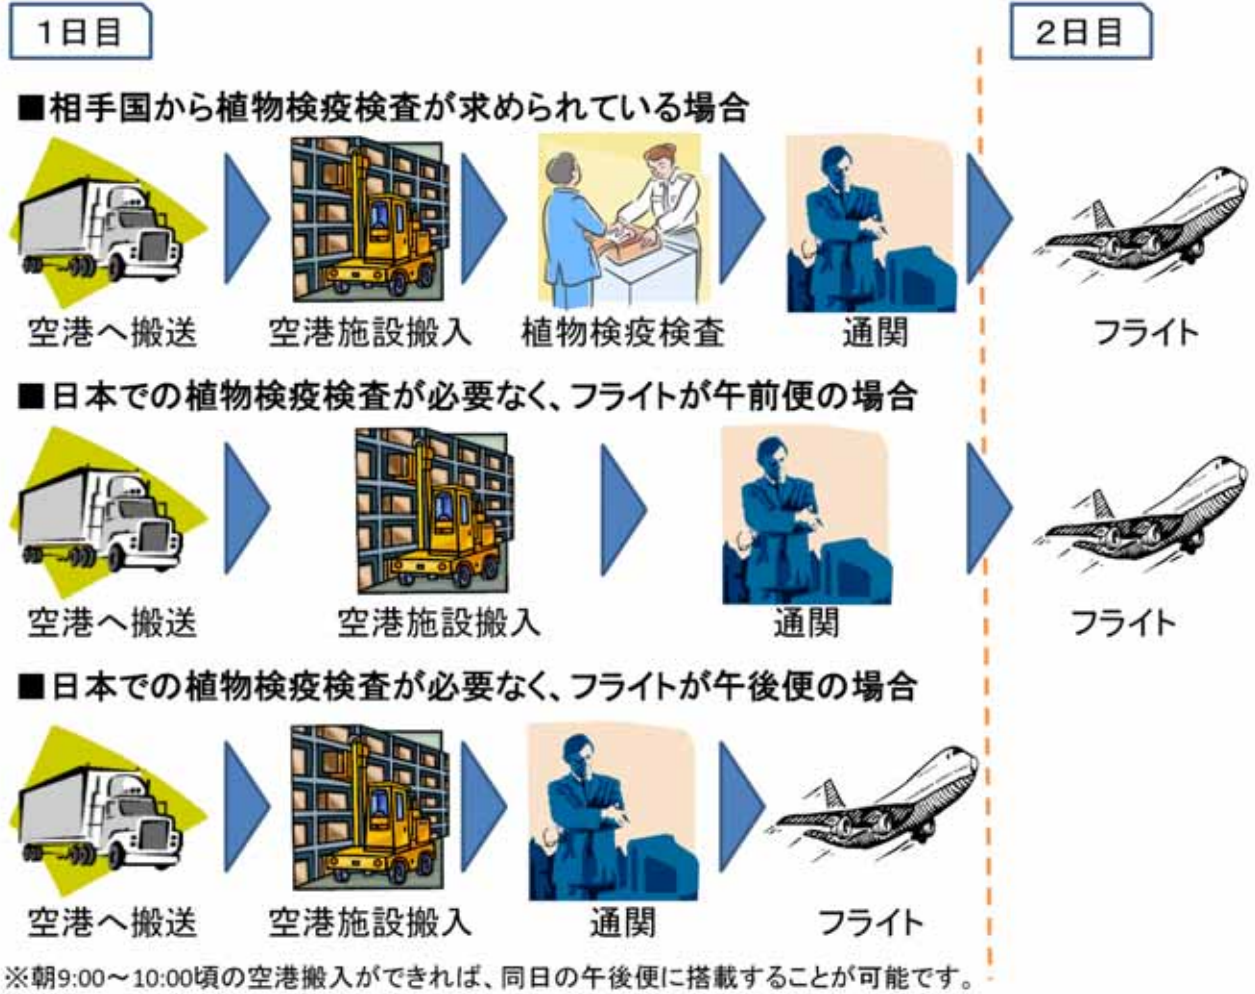 1日目
2日目
■相手国から植物検疫検査が求められている場合
空港へ搬送
空港施設搬入
植物検疫検査
通関
フライト
■日本での植物検疫検査が必要なく、フライトが午前便の場合
空港へ搬送
空港施設搬入
通関
フライト
■日本での植物検疫検査が必要なく、フライトが午後便の場合
空港へ搬送
空港施設搬入
通関
フライト
※朝9:00～10:00頃の空港搬入ができれば、同日の午後便に搭載することが可能です。